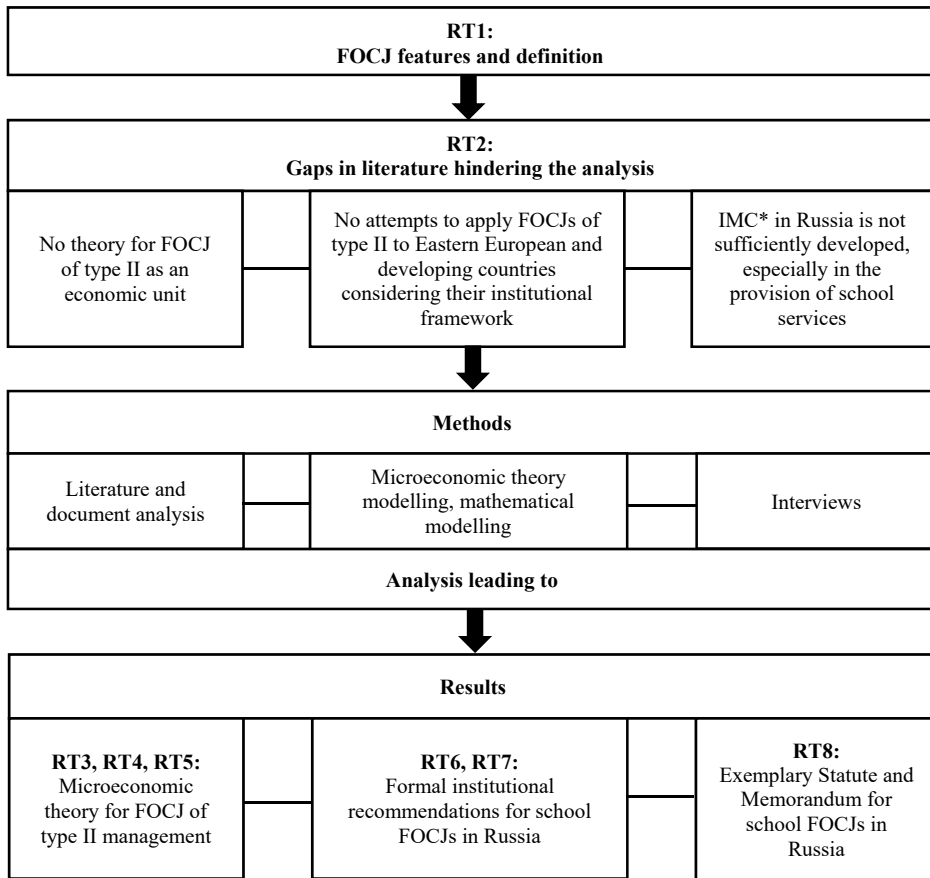 RT1:
FOCJ features and definition
RT2:
Gaps in literature hindering the analysis
No theory for FOCJ
of type II as an
economic unit
No attempts to apply FOCJs of
type II to Eastern European and
developing countries
considering their institutional
framework
IMC* in Russia is not
sufficiently developed,
especially in the
provision of school
services
Methods
Literature and
document analysis
Microeconomic theory
modelling, mathematical
modelling
Interviews
Analysis leading to
Results
RT3, RT4, RT5:
Microeconomic
theory for FOCJ of
type II management
RT6, RT7:
Formal institutional
recommendations for school
FOCJs in Russia
RT8:
Exemplary Statute and
Memorandum for
school FOCJs in
Russia